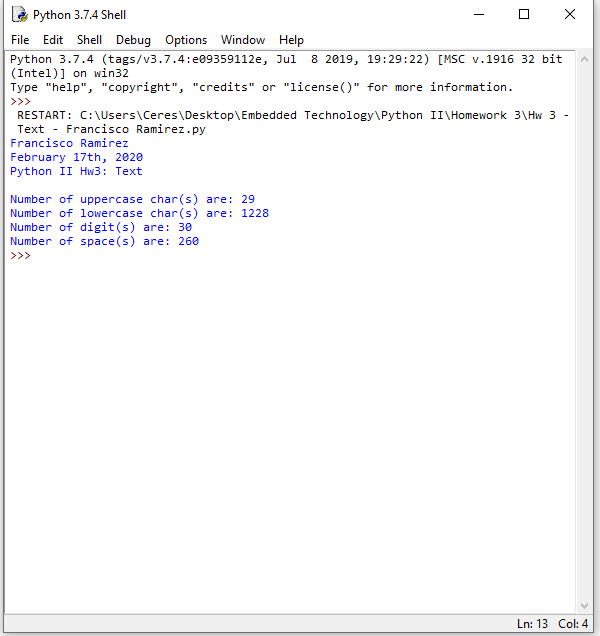 Python 3.7.4 Shell
File Edit Shell Debug Options Window Help
Python 3.7.4 (tags/v3.7.4:e09359112e, Jul  8 2019, 19:29:22) [MSC v.1916 32 bit
(Intel)] on win32
Type "help", "copyright", "credits" or "license()" for more information.
>>>
 RESTART: C:\Users\Ceres\Desktop\Embedded Technology\Python II\Homework 3\Hw 3 -
 Text - Francisco Ramirez.py
Francisco Ramirez
February 17th, 2020
Python II Hw3: Text

Number of uppercase char(s) are: 29
Number of lowercase char(s) are: 1228
Number of digit(s) are: 30
Number of space(s) are: 260
>>>
Ln: 13 Col: 4